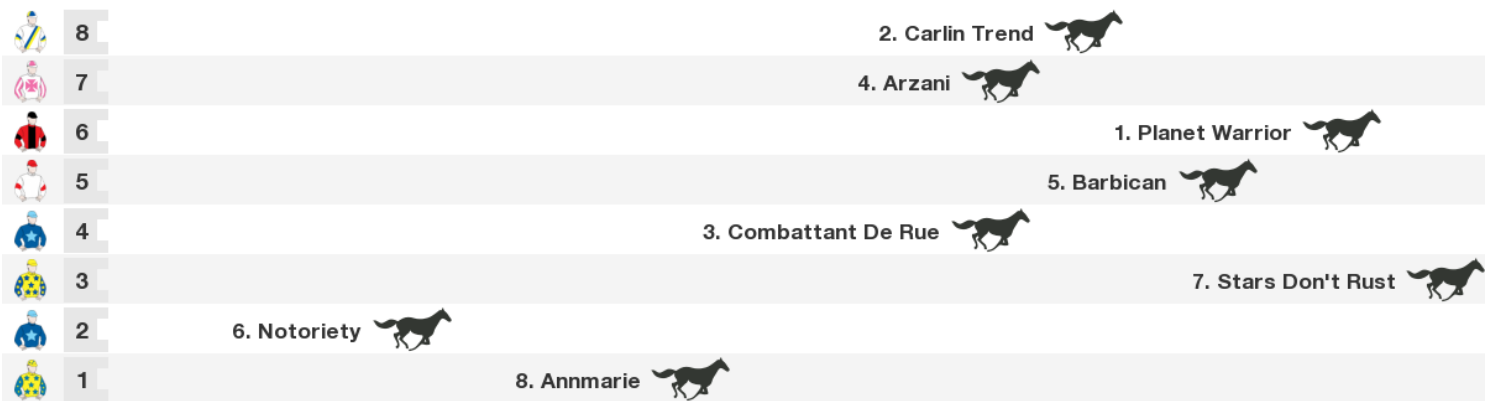 8 2. Carlin Trend
7 4. Arzani
6 1. Planet Warrior
5 5. Barbican
4 3. Combattant De Rue
3 7. Stars Don't Rust
2 6. Notoriety
1 8. Annmarie